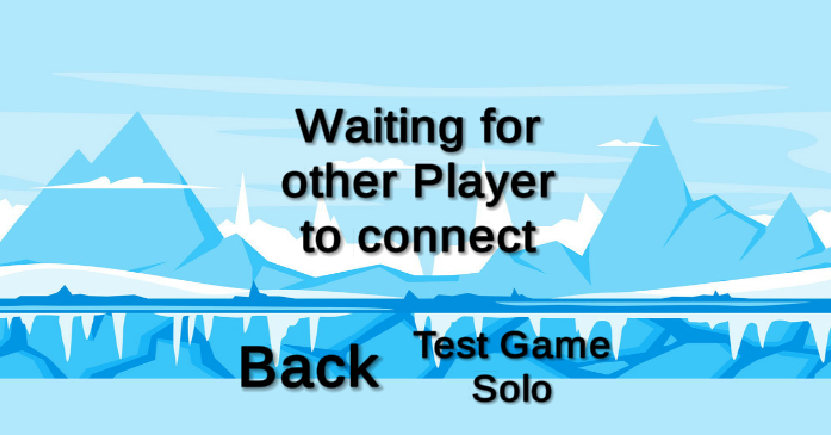 Waiting for
other Player
to connect
Back
Test Game
Solo